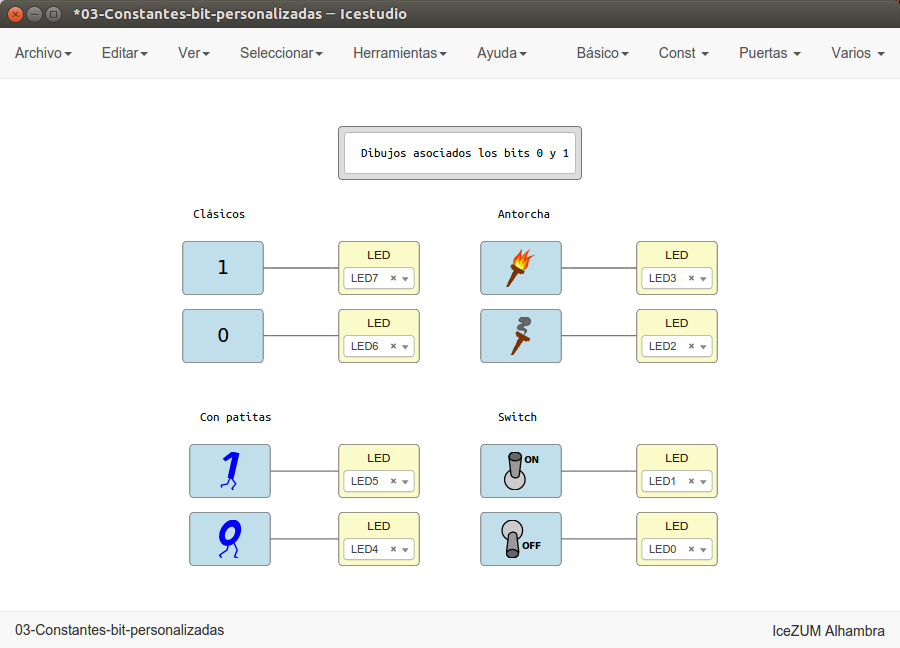 *03-Constantes-bit-personalizadas — Icestudio
Archivo Editar Ver Seleccionar Herramientas Ayuda Básico Const Puertas Varios
Dibujos asociados los bits 0 y 1
Clásicos
1
LED
LED7
0
LED
LED6
Antorcha
LED
LED3
LED
LED2
Con patitas
1
LED
LED5
0
LED
LED4
Switch
ON
LED
LED1
OFF
LED
LED0
03-Constantes-bit-personalizadas
IceZUM Alhambra